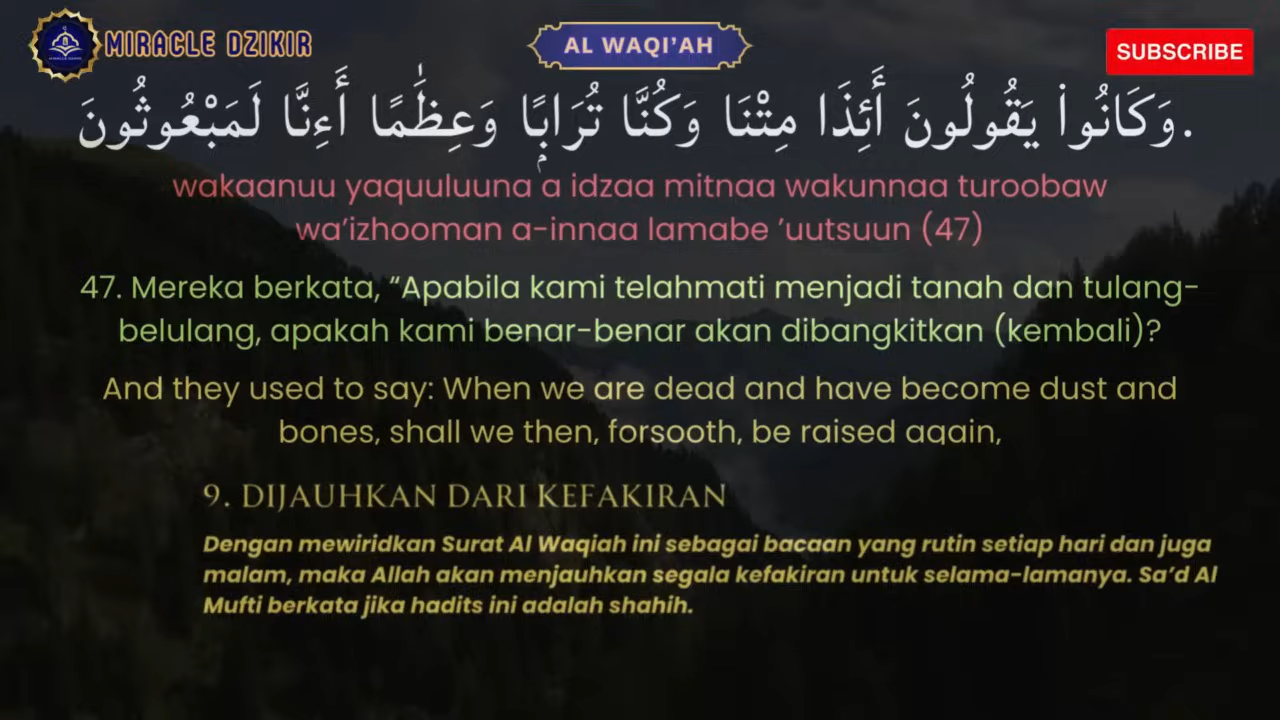 MIRACLE DZIKIR
AL WAQI’AH
SUBSCRIBE
وَكَانُوا۟ يَقُولُونَ أَئِذَا مِتْنَا وَكُنَّا تُرَابًۭا وَعِظَٰمًا أَءِنَّا لَمَبْعُوثُونَ.
wakaanuu yaquuluuna a idzaa mitnaa wakunnaa turoobaw
wa’izhooman a-innaa lamabe ’uutsuun (47)
47. Mereka berkata, “Apabila kami telahmati menjadi tanah dan tulang-
belulang, apakah kami benar-benar akan dibangkitkan (kembali)?
And they used to say: When we are dead and have become dust and
bones, shall we then, forsooth, be raised again,
9. DIJAUHKAN DARI KEFAKIRAN
Dengan mewiridkan Surat Al Waqiah ini sebagai bacaan yang rutin setiap hari dan juga
malam, maka Allah akan menjauhkan segala kefakiran untuk selama-lamanya. Sa’d Al
Mufti berkata jika hadits ini adalah shahih.